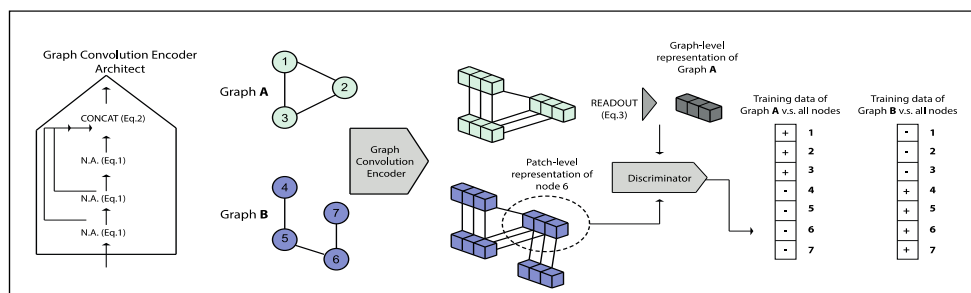 Graph Convolution Encoder
Architect
CONCAT (Eq.2)
N.A. (Eq.1)
N.A. (Eq.1)
N.A. (Eq.1)
Graph A
1
2
3
Graph B
4
7
5
6
Graph
Convolution
Encoder
READOUT
(Eq.3)
Graph-level
representation of
Graph A
Patch-level
representation of
node 6
Discriminator
Training data of
Graph A v.s. all nodes
+ 1
+ 2
+ 3
- 4
- 5
- 6
- 7
Training data of
Graph B v.s. all nodes
- 1
- 2
- 3
+ 4
+ 5
+ 6
+ 7